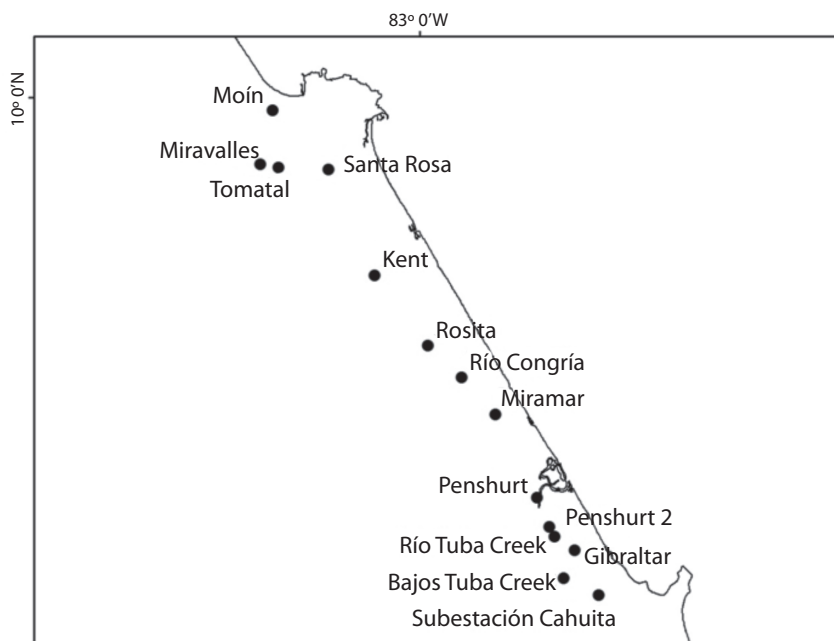 83º 0'W
10º 0'N
Moín
Miravalles
Santa Rosa
Tomatal
Kent
Rosita
Río Congría
Miramar
Penshurt
Penshurt 2
Río Tuba Creek
Gibraltar
Bajos Tuba Creek
Subestación Cahuita